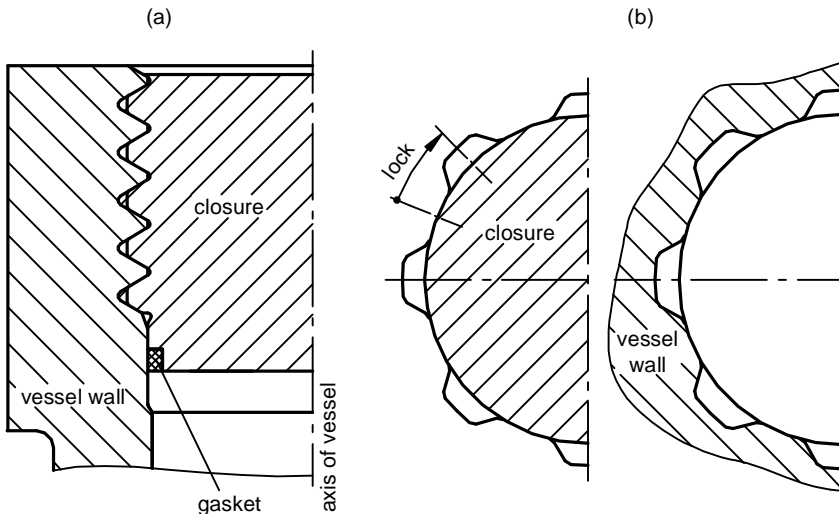 (a)
(b)
closure
vessel wall
gasket
axis of vessel
lock
closure
vessel
wall